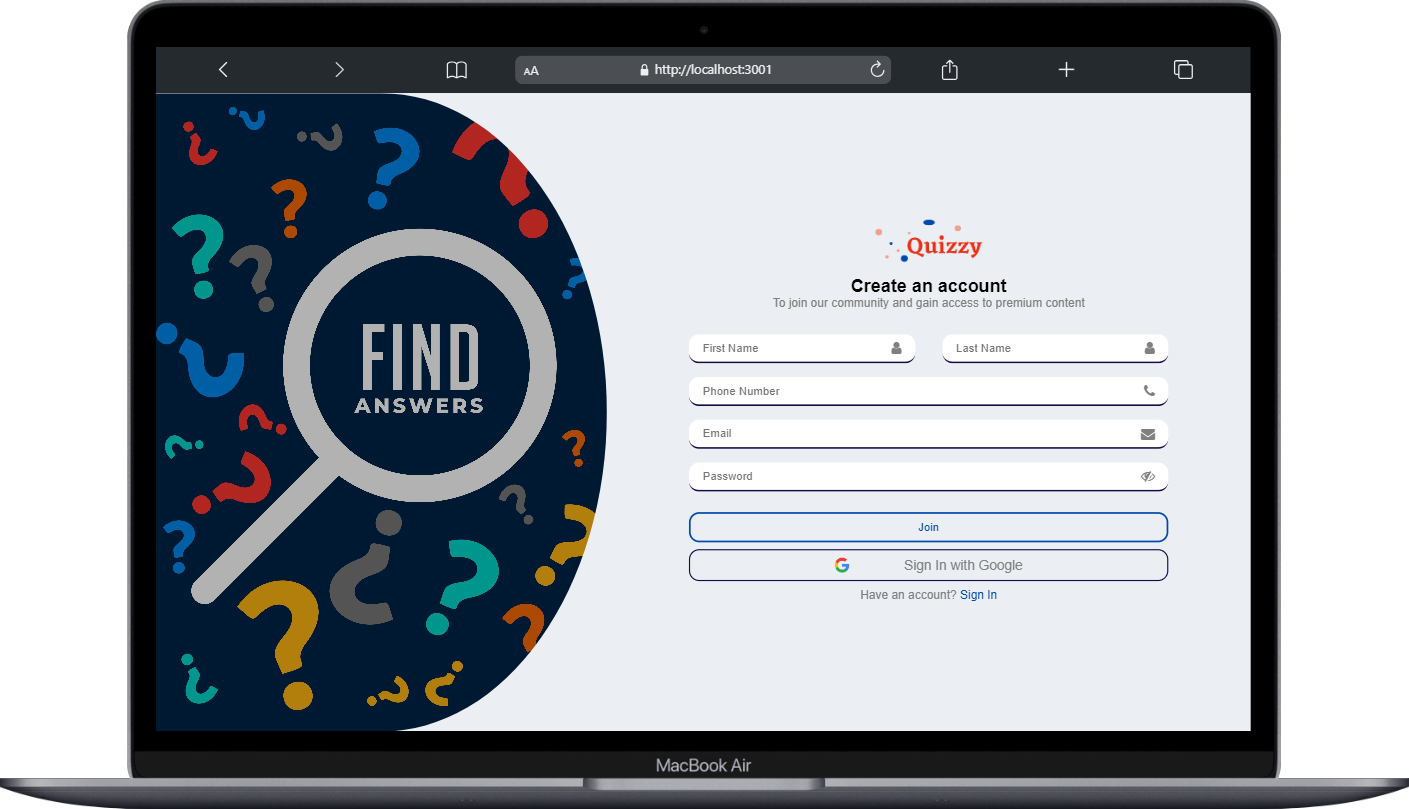 AA
http://localhost:3001
FIND
ANSWERS
Quizzy
Create an account
To join our community and gain access to premium content
First Name
Last Name
Phone Number
Email
Password
Join
Sign In with Google
Have an account? Sign In
MacBook Air